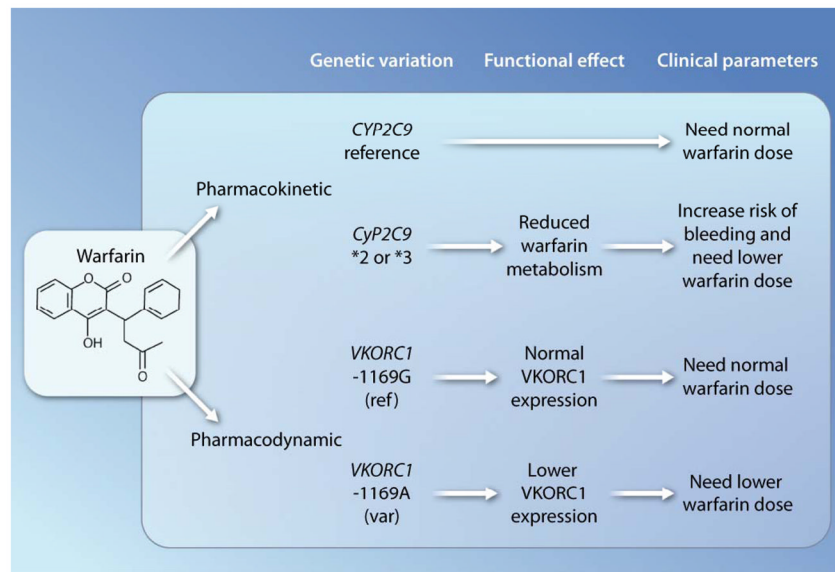 Genetic variation Functional effect Clinical parameters
CYP2C9
reference
Need normal
warfarin dose
Pharmacokinetic
Warfarin
O
O
OH
O
CyP2C9
*2 or *3
Reduced
warfarin
metabolism
Increase risk of
bleeding and
need lower
warfarin dose
VKORC1
-1169G
(ref)
Normal
VKORC1
expression
Need normal
warfarin dose
Pharmacodynamic
VKORC1
-1169A
(var)
Lower
VKORC1
expression
Need lower
warfarin dose